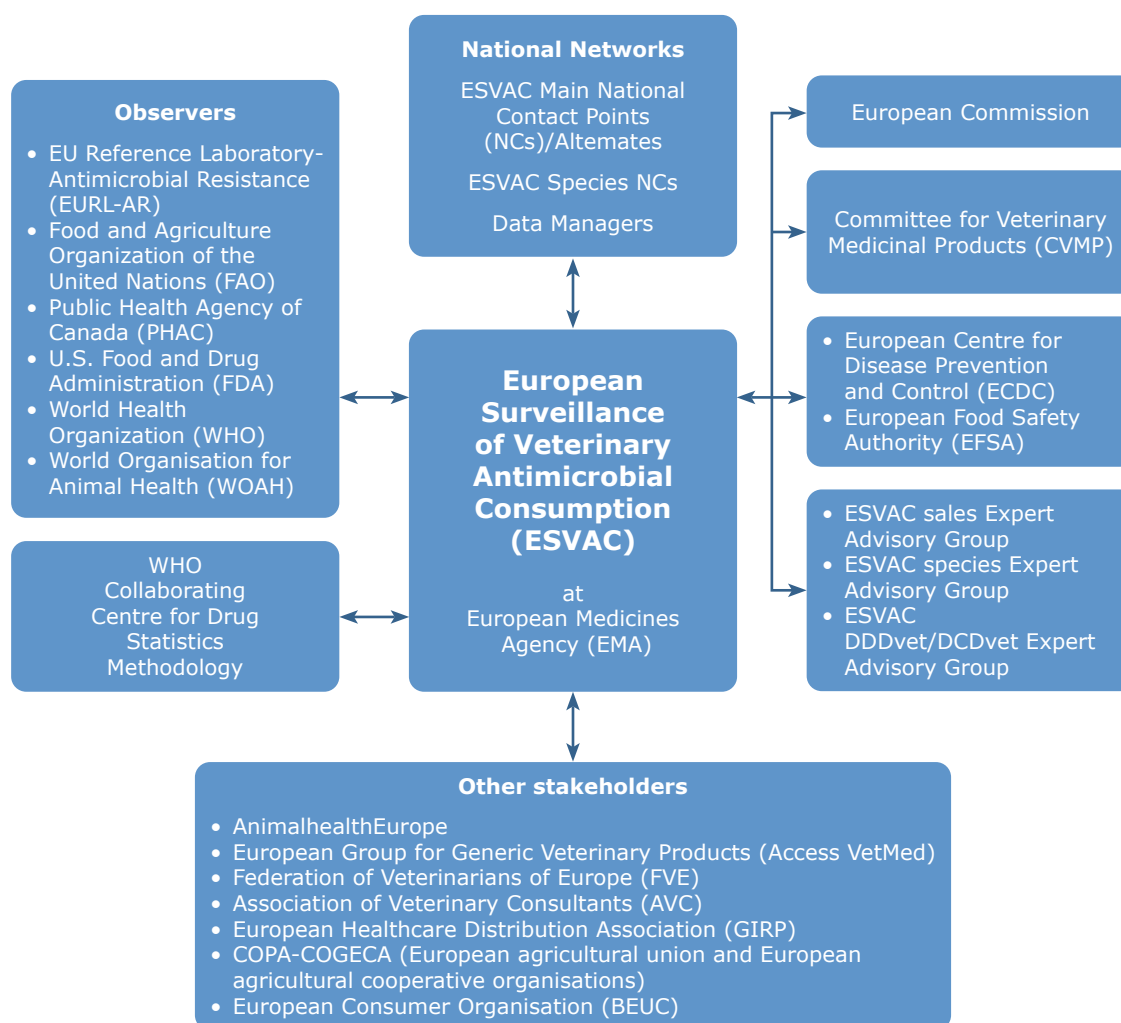 National Networks
ESVAC Main National
Contact Points
(NCs)/Altemates
ESVAC Species NCs
Data Managers
Observers
• EU Reference Laboratory-
Antimicrobial Resistance
(EURL-AR)
• Food and Agriculture
Organization of the
United Nations (FAO)
• Public Health Agency of
Canada (PHAC)
• U.S. Food and Drug
Administration (FDA)
• World Health
Organization (WHO)
• World Organisation for
Animal Health (WOAH)
WHO
Collaborating
Centre for Drug
Statistics
Methodology
European
Surveillance
of Veterinary
Antimicrobial
Consumption
(ESVAC)
at
European Medicines
Agency (EMA)
European Commission
Committee for Veterinary
Medicinal Products (CVMP)
• European Centre for
Disease Prevention
and Control (ECDC)
• European Food Safety
Authority (EFSA)
• ESVAC sales Expert
Advisory Group
• ESVAC species Expert
Advisory Group
• ESVAC
DDDvet/DCDvet Expert
Advisory Group
Other stakeholders
• AnimalhealthEurope
• European Group for Generic Veterinary Products (Access VetMed)
• Federation of Veterinarians of Europe (FVE)
• Association of Veterinary Consultants (AVC)
• European Healthcare Distribution Association (GIRP)
• COPA-COGECA (European agricultural union and European
agricultural cooperative organisations)
• European Consumer Organisation (BEUC)